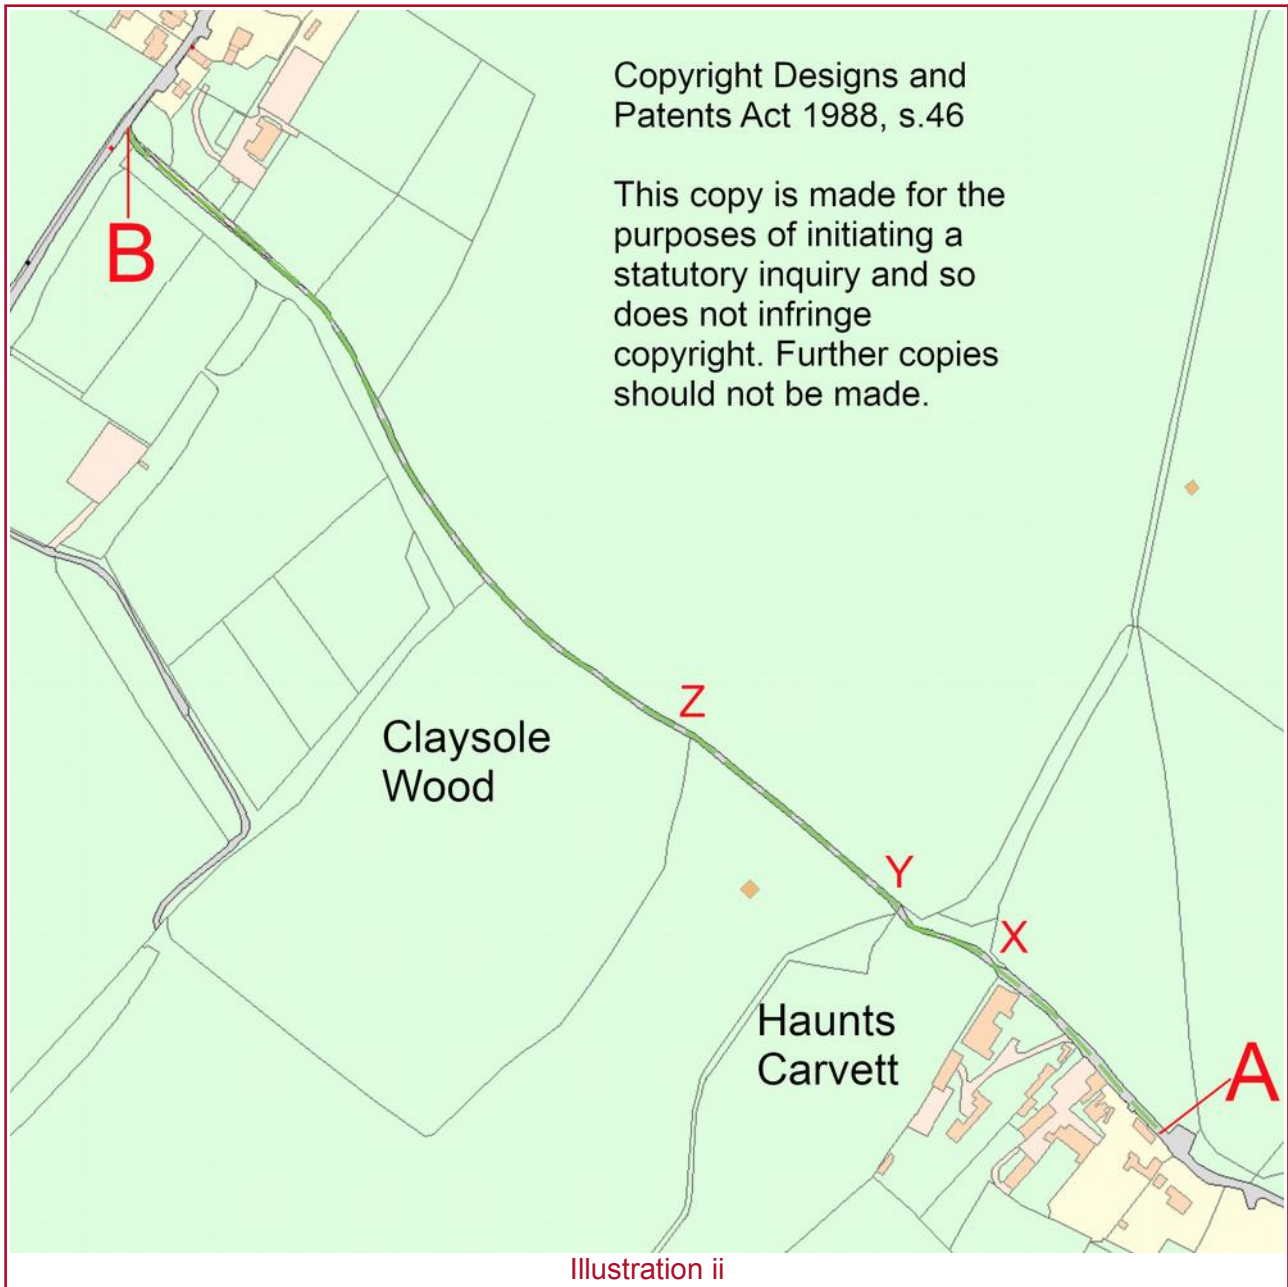 Copyright Designs and
Patents Act 1988, s.46
This copy is made for the
purposes of initiating a
statutory inquiry and so
does not infringe
copyright. Further copies
should not be made.
B
Z
Claysole
Wood
Y
X
Haunts
Carvett
A
Illustration ii